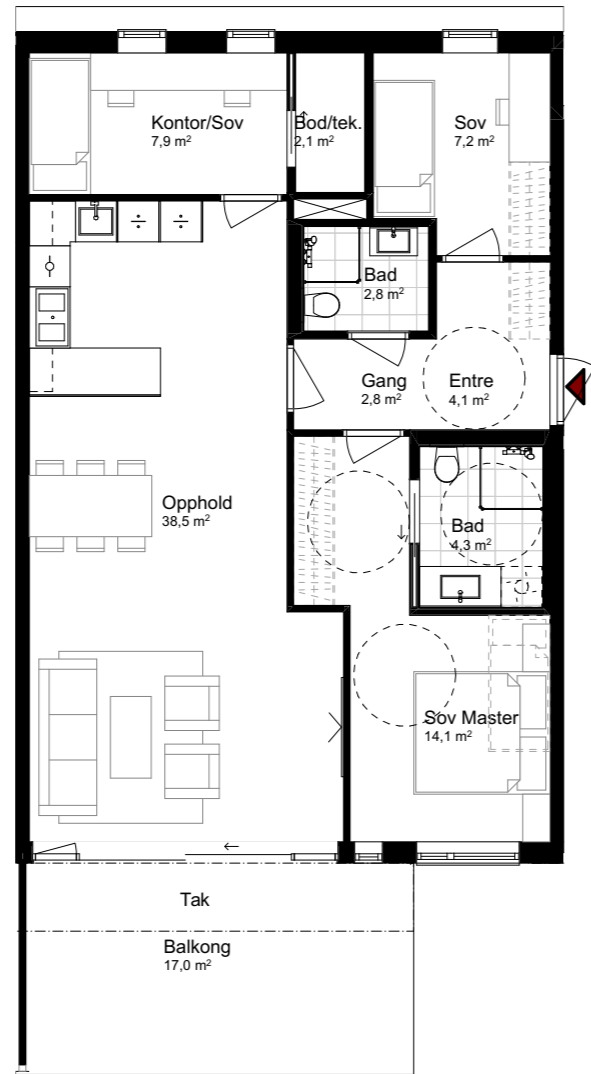 Kontor/Sov
7,9 m²
Bod/tek.
2,1 m²
Sov
7,2 m²
Bad
2,8 m²
Gang
2,8 m²
Entre
4,1 m²
Opphold
38,5 m²
Bad
4,3 m²
Sov Master
14,1 m²
Tak
Balkong
17,0 m²